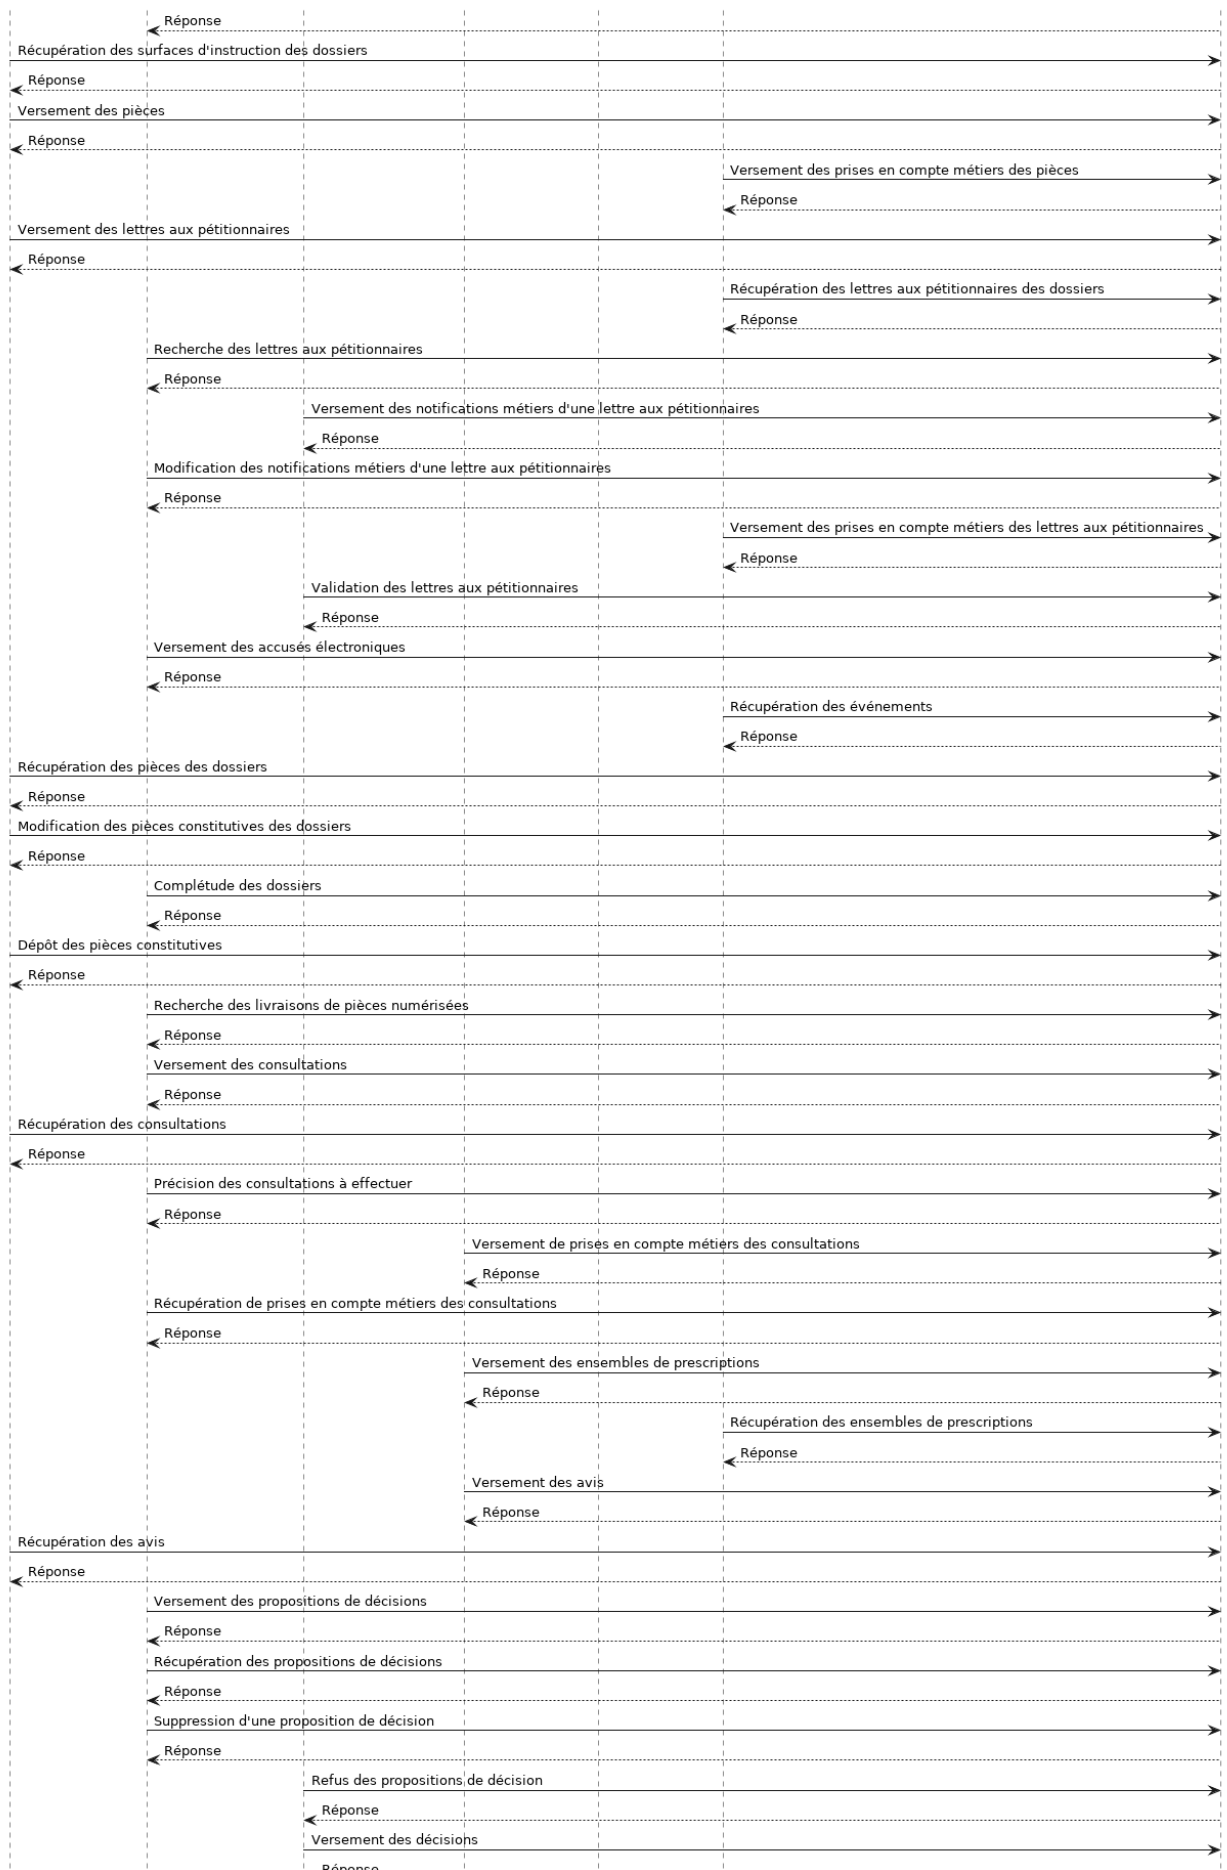 Réponse
Récupération des surfaces d'instruction des dossiers
Réponse
Versement des pièces
Réponse
Versement des prises en compte métiers des pièces
Réponse
Versement des lettres aux pétitionnaires
Réponse
Récupération des lettres aux pétitionnaires des dossiers
Réponse
Recherche des lettres aux pétitionnaires
Réponse
Versement des notifications métiers d'une lettre aux pétitionnaires
Réponse
Modification des notifications métiers d'une lettre aux pétitionnaires
Réponse
Versement des prises en compte métiers des lettres aux pétitionnaires
Réponse
Validation des lettres aux pétitionnaires
Réponse
Versement des accusés électroniques
Réponse
Récupération des événements
Réponse
Récupération des pièces des dossiers
Réponse
Modification des pièces constitutives des dossiers
Réponse
Complétude des dossiers
Réponse
Dépôt des pièces constitutives
Réponse
Recherche des livraisons de pièces numérisées
Réponse
Versement des consultations
Réponse
Récupération des consultations
Réponse
Précision des consultations à effectuer
Réponse
Versement de prises en compte métiers des consultations
Réponse
Récupération de prises en compte métiers des consultations
Réponse
Versement des ensembles de prescriptions
Réponse
Récupération des ensembles de prescriptions
Réponse
Versement des avis
Réponse
Récupération des avis
Réponse
Versement des propositions de décisions
Réponse
Récupération des propositions de décisions
Réponse
Suppression d'une proposition de décision
Réponse
Refus des propositions de décision
Réponse
Versement des décisions
Réponse